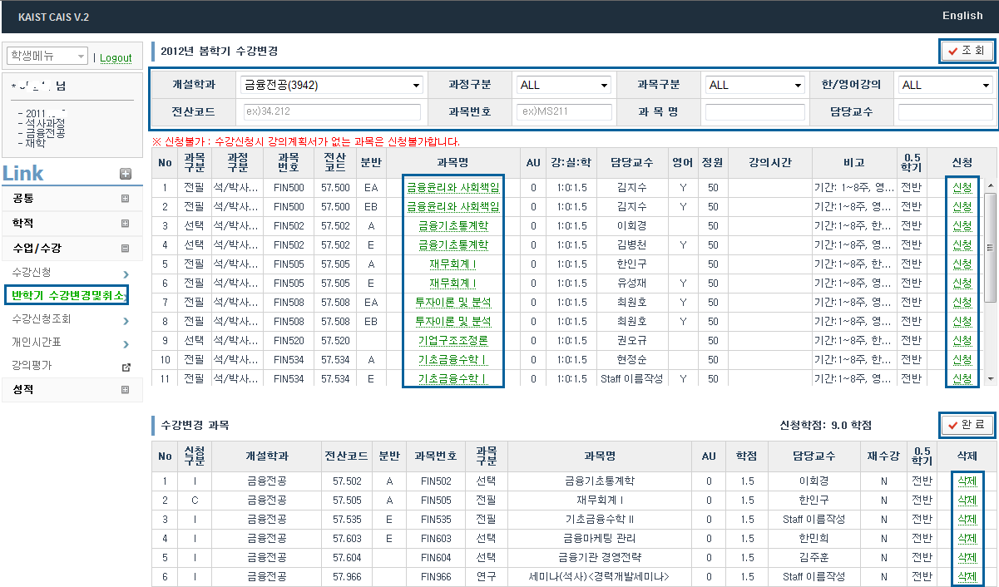 KAIST CAIS V.2
English
학생메뉴 | Logout
님
- 2011
- 석사과정
- 금융전공
- 재학
Link
공통
학적
수업/수강
수강신청
반학기 수강변경및취소
수강신청조회
개인시간표
강의평가
성적
2012년 봄학기 수강변경
조 회
개설학과 금융전공(3942) 과정구분 ALL 과목구분 ALL 한/영어강의 ALL
전산코드 ex)34.212 과목번호 ex)MS211 과 목 명 담당교수
※ 신청불가 : 수강신청시 강의계획서가 없는 과목은 신청불가합니다.
No 과목구분 과정구분 과목번호 전산코드 분반 과목명 AU 강:실:학 담당교수 영어 정원 강의시간 비고 0.5학기 신청
1 전필 석/박사... FIN500 57.500 EA 금융윤리와 사회책임 0 1:0:1.5 김지수 Y 50 기간: 1~8주, 영... 전반 신청
2 전필 석/박사... FIN500 57.500 EB 금융윤리와 사회책임 0 1:0:1.5 김지수 Y 50 기간: 1~8주, 영... 전반 신청
3 선택 석/박사... FIN502 57.502 A 금융기초통계학 0 1:0:1.5 이회경 50 기간:1~8주, 한... 전반 신청
4 선택 석/박사... FIN502 57.502 E 금융기초통계학 0 1:0:1.5 김병천 Y 50 기간:1~8주, 영... 전반 신청
5 전필 석/박사... FIN505 57.505 A 재무회계 I 0 1:0:1.5 한인구 50 기간:1~8주, 한... 전반 신청
6 전필 석/박사... FIN505 57.505 E 재무회계 I 0 1:0:1.5 유성재 Y 50 기간:1~8주, 영... 전반 신청
7 전필 석/박사... FIN508 57.508 EA 투자이론 및 분석 0 1:0:1.5 최원호 Y 50 기간:1~8주, 영... 전반 신청
8 전필 석/박사... FIN508 57.508 EB 투자이론 및 분석 0 1:0:1.5 최원호 Y 50 기간:1~8주, 영... 전반 신청
9 선택 석/박사... FIN520 57.520 기업구조조정론 0 1:0:1.5 권오규 50 기간:1~8주, 한... 전반 신청
10 전필 석/박사... FIN534 57.534 A 기초금융수학 I 0 1:0:1.5 현정순 50 기간:1~8주, 한... 전반 신청
11 전필 석/박사... FIN534 57.534 E 기초금융수학 I 0 1:0:1.5 Staff 이름작성 Y 50 기간:1~8주, 영... 전반 신청
수강변경 과목 신청학점: 9.0 학점
완 료
No 신청구분 개설학과 전산코드 분반 과목번호 과목구분 과목명 AU 학점 담당교수 재수강 0.5학기 삭제
1 I 금융전공 57.502 A FIN502 선택 금융기초통계학 0 1.5 이회경 N 전반 삭제
2 C 금융전공 57.505 A FIN505 전필 재무회계 I 0 1.5 한인구 N 전반 삭제
3 I 금융전공 57.535 E FIN535 전필 기초금융수학 II 0 1.5 Staff 이름작성 N 전반 삭제
4 I 금융전공 57.603 E FIN603 선택 금융마케팅 관리 0 1.5 한민희 N 전반 삭제
5 I 금융전공 57.604 FIN604 선택 금융기관 경영전략 0 1.5 김주훈 N 전반 삭제
6 I 금융전공 57.966 FIN966 연구 세미나(석사)<경력개발세미나> 0 1.5 Staff 이름작성 N 전반 삭제